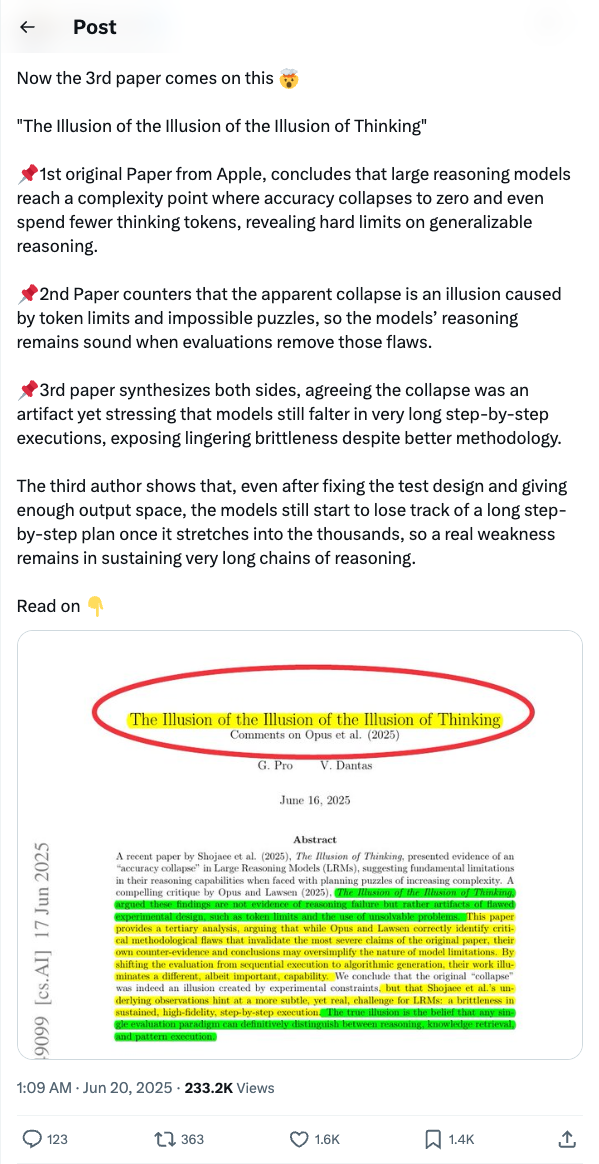 Post
Now the 3rd paper comes on this 🤯
"The Illusion of the Illusion of the Illusion of Thinking"
📌1st original Paper from Apple, concludes that large reasoning models
reach a complexity point where accuracy collapses to zero and even
spend fewer thinking tokens, revealing hard limits on generalizable
reasoning.
📌2nd Paper counters that the apparent collapse is an illusion caused
by token limits and impossible puzzles, so the models’ reasoning
remains sound when evaluations remove those flaws.
📌3rd paper synthesizes both sides, agreeing the collapse was an
artifact yet stressing that models still falter in very long step-by-step
executions, exposing lingering brittleness despite better methodology.
The third author shows that, even after fixing the test design and giving
enough output space, the models still start to lose track of a long step-
by-step plan once it stretches into the thousands, so a real weakness
remains in sustaining very long chains of reasoning.
Read on 👇
The Illusion of the Illusion of the Illusion of Thinking
Comments on Opus et al. (2025)
G. Pro V. Dantas
June 16, 2025
Abstract
A recent paper by Shojaee et al. (2025), The Illusion of Thinking, presented evidence of an
“accuracy collapse” in Large Reasoning Models (LRMs), suggesting fundamental limitations
in their reasoning capabilities when faced with planning puzzles of increasing complexity. A
compelling critique by Opus and Lawsen (2025), The Illusion of the Illusion of Thinking,
argued these findings are not evidence of reasoning failure but rather artifacts of flawed
experimental design, such as token limits and the use of unsolvable problems. This paper
provides a tertiary analysis, arguing that while Opus and Lawsen correctly identify criti-
cal methodological flaws that invalidate the most severe claims of the original paper, their
own counter-evidence and conclusions may oversimplify the nature of model limitations. By
shifting the evaluation from sequential execution to algorithmic generation, their work illu-
minates a different, albeit important, capability. We conclude that the original “collapse”
was indeed an illusion created by experimental constraints, but that Shojaee et al.’s un-
derlying observations hint at a more subtle, yet real, challenge for LRMs: a brittleness in
sustained, high-fidelity, step-by-step execution. The true illusion is the belief that any sin-
gle evaluation paradigm can definitively distinguish between reasoning, knowledge retrieval,
and pattern execution.
9099 [cs.AI] 17 Jun 2025
1:09 AM · Jun 20, 2025 · 233.2K Views
123 363 1.6K 1.4K